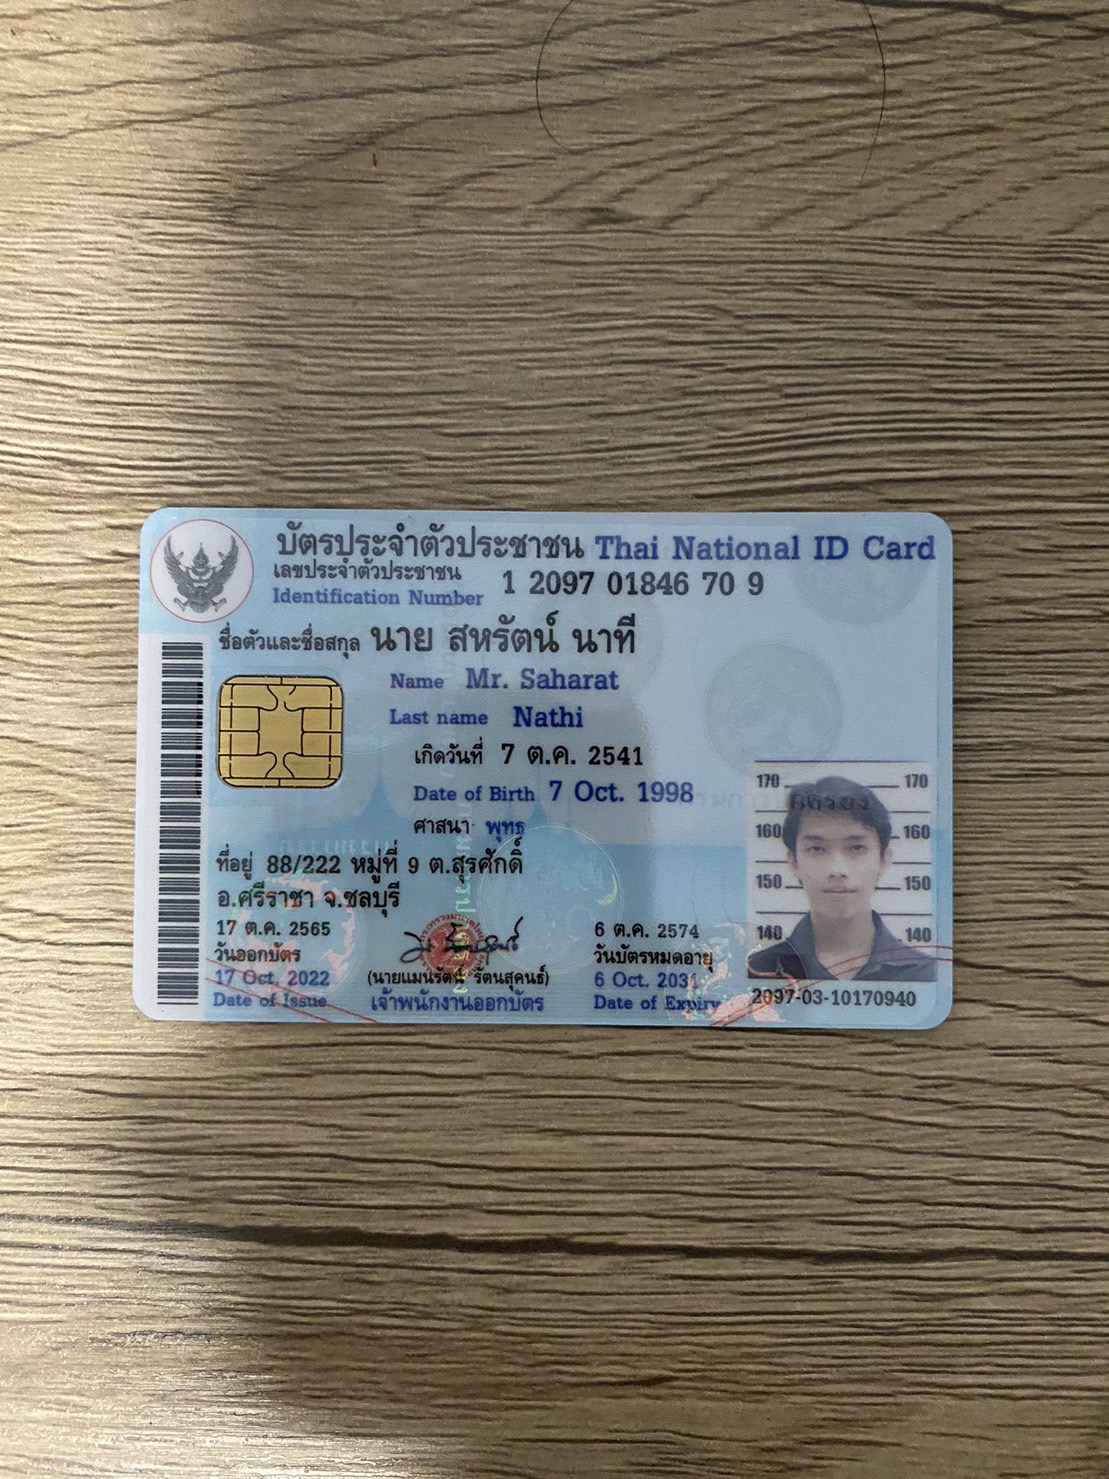 บัตรประจำตัวประชาชน Thai National ID Card
เลขประจำตัวประชาชน
Identification Number 1 2097 01846 70 9
ชื่อตัวและชื่อสกุล นาย สหรัตน์ นาที
Name Mr. Saharat
Last name Nathi
เกิดวันที่ 7 ต.ค. 2541
Date of Birth 7 Oct. 1998
ศาสนา พุทธ
ที่อยู่ 88/222 หมู่ที่ 9 ต.สุรศักดิ์
อ.ศรีราชา จ.ชลบุรี
17 ต.ค. 2565
วันออกบัตร
17 Oct. 2022
Date of Issue
(นายแมนรัตน์ รัตนสุคนธ์)
เจ้าพนักงานออกบัตร
6 ต.ค. 2574
วันบัตรหมดอายุ
6 Oct. 2031
Date of Expiry
170 170
160 160
150 150
140 140
2097-03-10170940